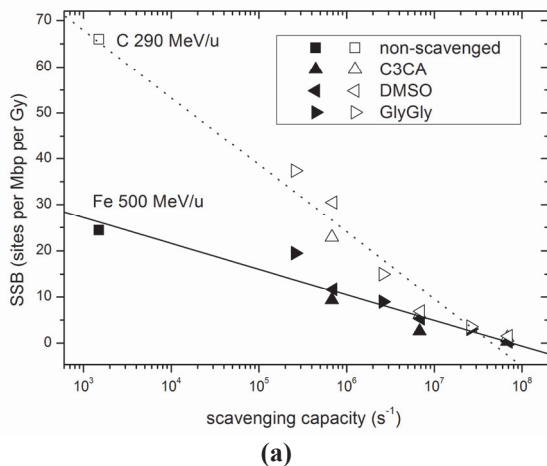 C 290 MeV/u
Fe 500 MeV/u
non-scavenged
C3CA
DMSO
GlyGly
SSB (sites per Mbp per Gy)
70
60
50
40
30
20
10
0
10³ 10⁴ 10⁵ 10⁶ 10⁷ 10⁸
scavenging capacity (s⁻¹)
(a)